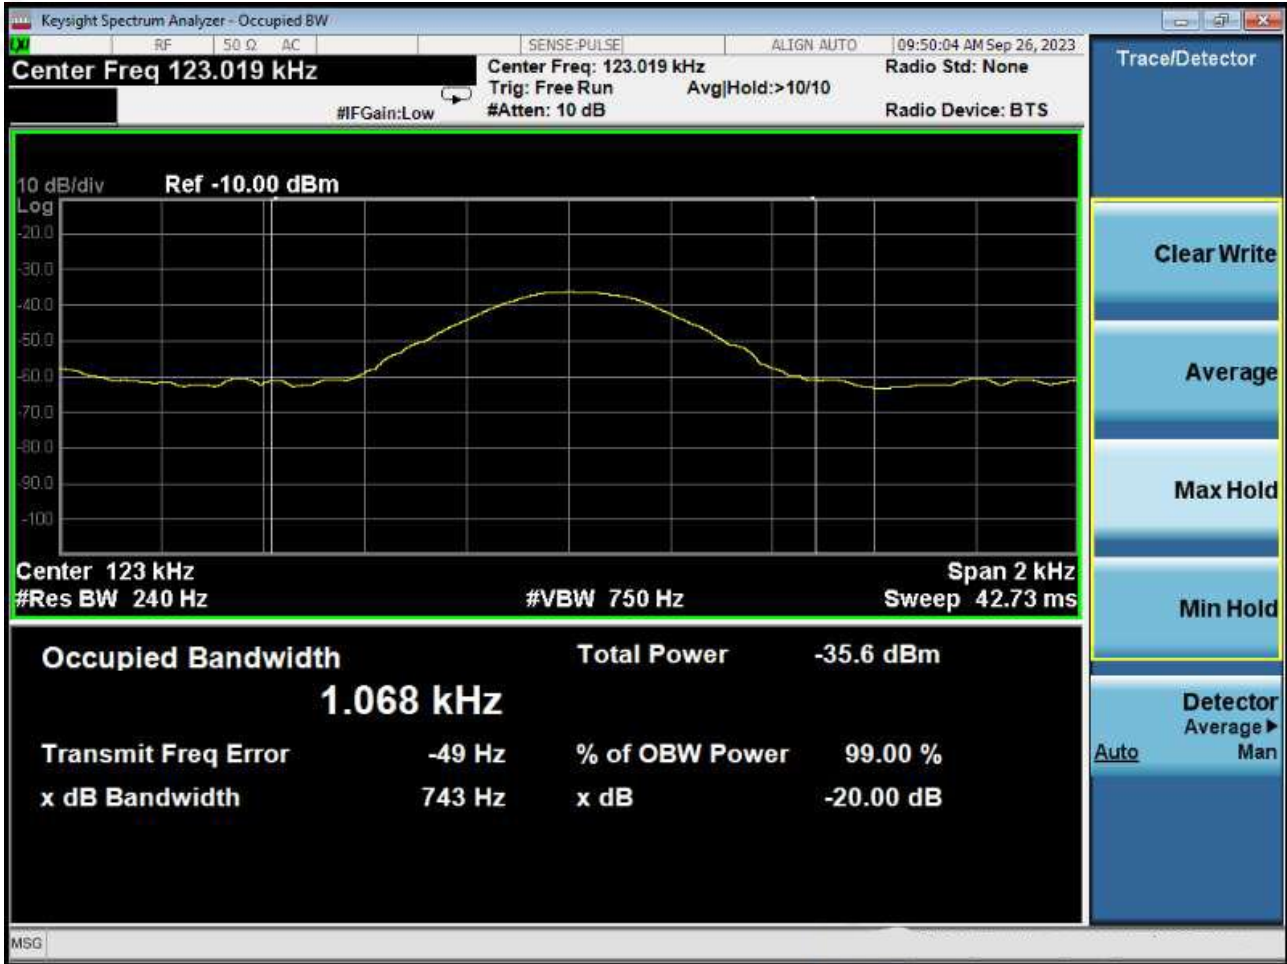 Keysight Spectrum Analyzer - Occupied BW
LXI RF 50 Ω AC SENSE:PULSE ALIGN AUTO 09:50:04 AM Sep 26, 2023
Center Freq 123.019 kHz
Center Freq: 123.019 kHz
Radio Std: None
Trig: Free Run
Avg|Hold:>10/10
#IFGain:Low
#Atten: 10 dB
Radio Device: BTS
10 dB/div
Ref -10.00 dBm
Log
-20.0
-30.0
-40.0
-50.0
-60.0
-70.0
-80.0
-90.0
-100
Center 123 kHz
Span 2 kHz
#Res BW 240 Hz
#VBW 750 Hz
Sweep 42.73 ms
Occupied Bandwidth
1.068 kHz
Total Power -35.6 dBm
Transmit Freq Error -49 Hz
% of OBW Power 99.00 %
x dB Bandwidth 743 Hz
x dB -20.00 dB
MSG
Trace/Detector
Clear Write
Average
Max Hold
Min Hold
Detector
Average
Auto Man